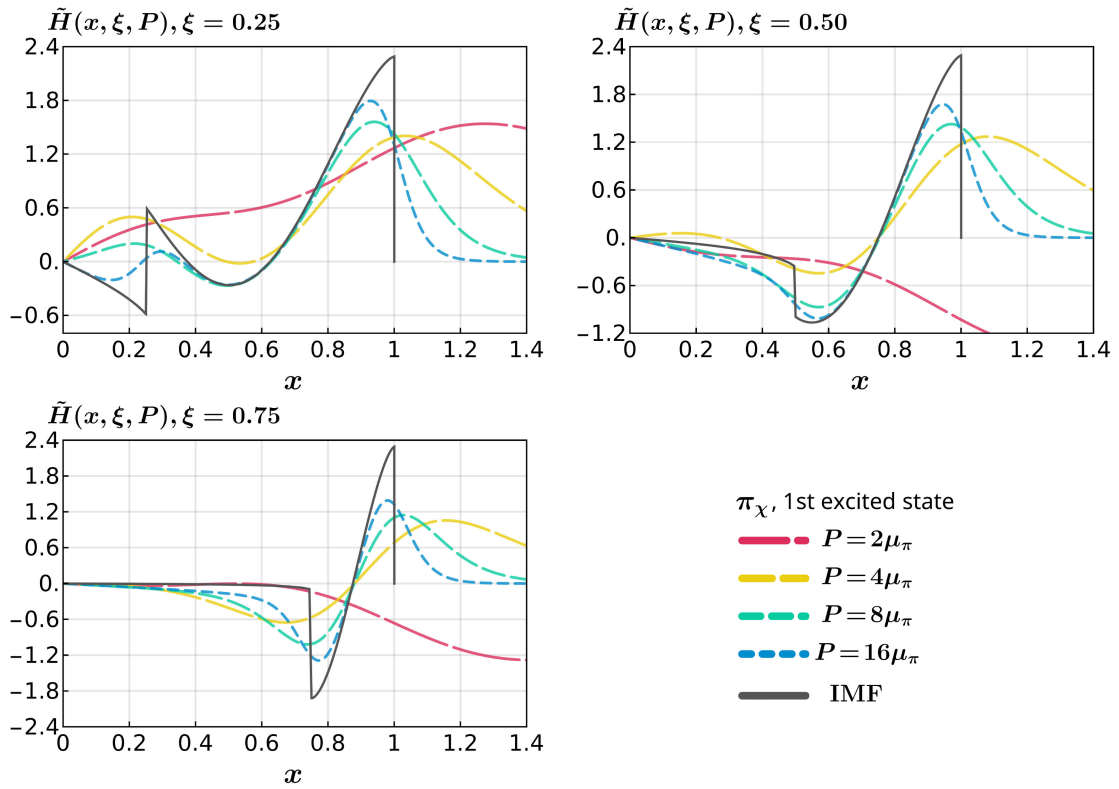 H̃(x, ξ, P), ξ = 0.25
2.4
1.8
1.2
0.6
0
−0.6
0 0.2 0.4 0.6 0.8 1 1.2 1.4
x
H̃(x, ξ, P), ξ = 0.50
2.4
1.8
1.2
0.6
0
−0.6
−1.2
0 0.2 0.4 0.6 0.8 1 1.2 1.4
x
H̃(x, ξ, P), ξ = 0.75
2.4
1.8
1.2
0.6
0
−0.6
−1.2
−1.8
−2.4
0 0.2 0.4 0.6 0.8 1 1.2 1.4
x
π_χ, 1st excited state
P = 2μ_π
P = 4μ_π
P = 8μ_π
P = 16μ_π
IMF